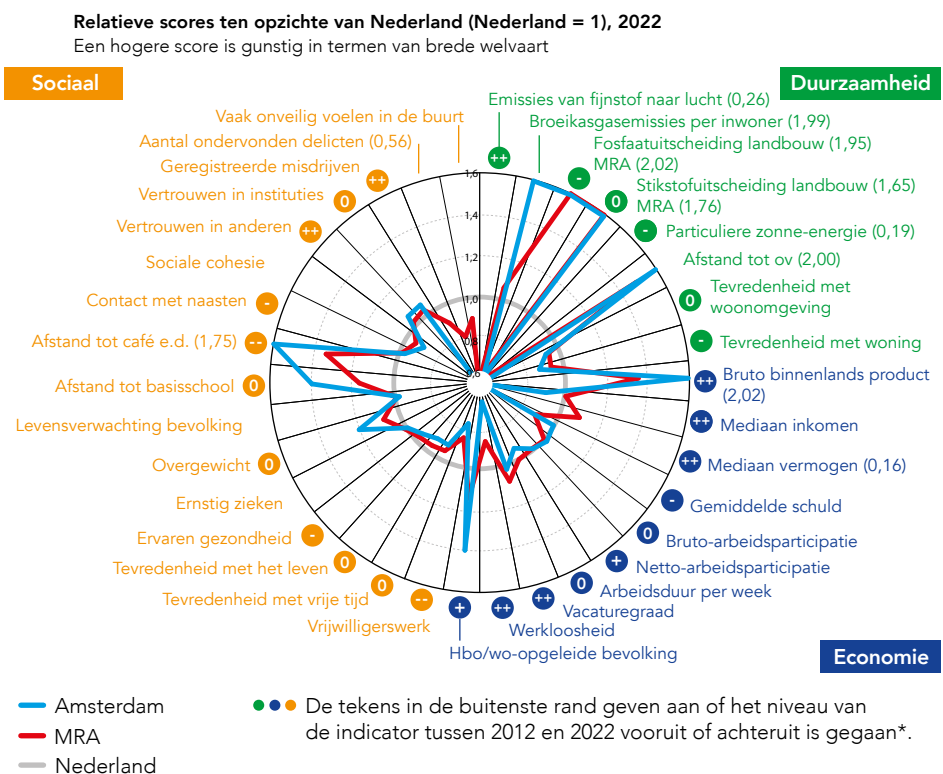 Relatieve scores ten opzichte van Nederland (Nederland = 1), 2022
Een hogere score is gunstig in termen van brede welvaart
Sociaal
Duurzaamheid
Emissies van fijnstof naar lucht (0,26)
++
Broeikasgasemissies per inwoner (1,99)
Fosfaatuitscheiding landbouw (1,95)
MRA (2,02)
-
Stikstofuitscheiding landbouw (1,65)
MRA (1,76)
0
Particuliere zonne-energie (0,19)
-
Afstand tot ov (2,00)
Tevredenheid met
woonomgeving
0
Tevredenheid met woning
-
Bruto binnenlands product
(2,02)
++
Mediaan inkomen
++
Mediaan vermogen (0,16)
++
Gemiddelde schuld
-
Bruto-arbeidsparticipatie
0
Netto-arbeidsparticipatie
+
Arbeidsduur per week
0
Vacaturegraad
++
Werkloosheid
++
Hbo/wo-opgeleide bevolking
+
Economie
Vrijwilligerswerk
--
Tevredenheid met vrije tijd
0
Tevredenheid met het leven
0
Ervaren gezondheid
-
Ernstig zieken
Overgewicht
0
Levensverwachting bevolking
Afstand tot basisschool
0
Afstand tot café e.d. (1,75)
--
Contact met naasten
-
Sociale cohesie
Vertrouwen in anderen
++
Vertrouwen in instituties
0
Geregistreerde misdrijven
++
Aantal ondervonden delicten (0,56)
Vaak onveilig voelen in de buurt
1,6
1,4
1,2
1,0
0,8
0,6
Amsterdam
MRA
Nederland
De tekens in de buitenste rand geven aan of het niveau van
de indicator tussen 2012 en 2022 vooruit of achteruit is gegaan*.